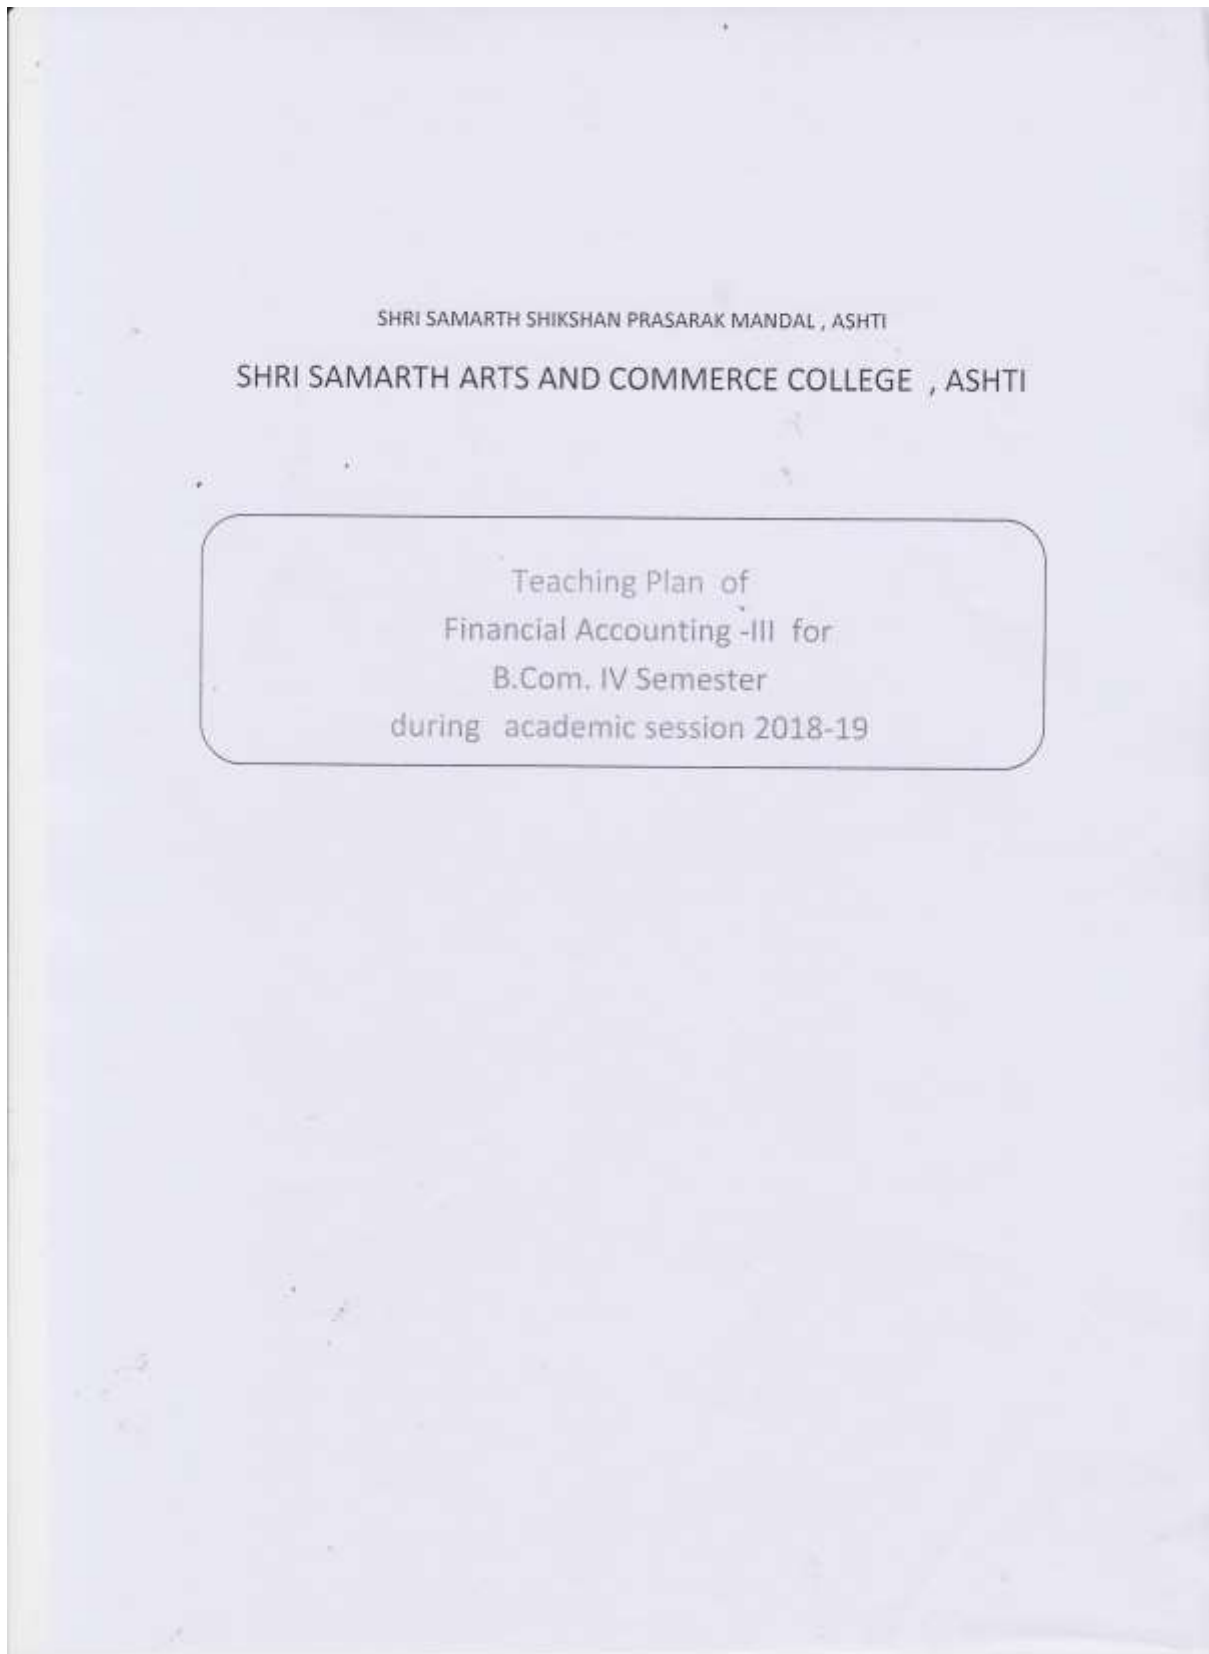 SHRI SAMARTH SHIKSHAN PRASARAK MANDAL , ASHTI
SHRI SAMARTH ARTS AND COMMERCE COLLEGE , ASHTI
Teaching Plan of
Financial Accounting -III for
B.Com. IV Semester
during academic session 2018-19